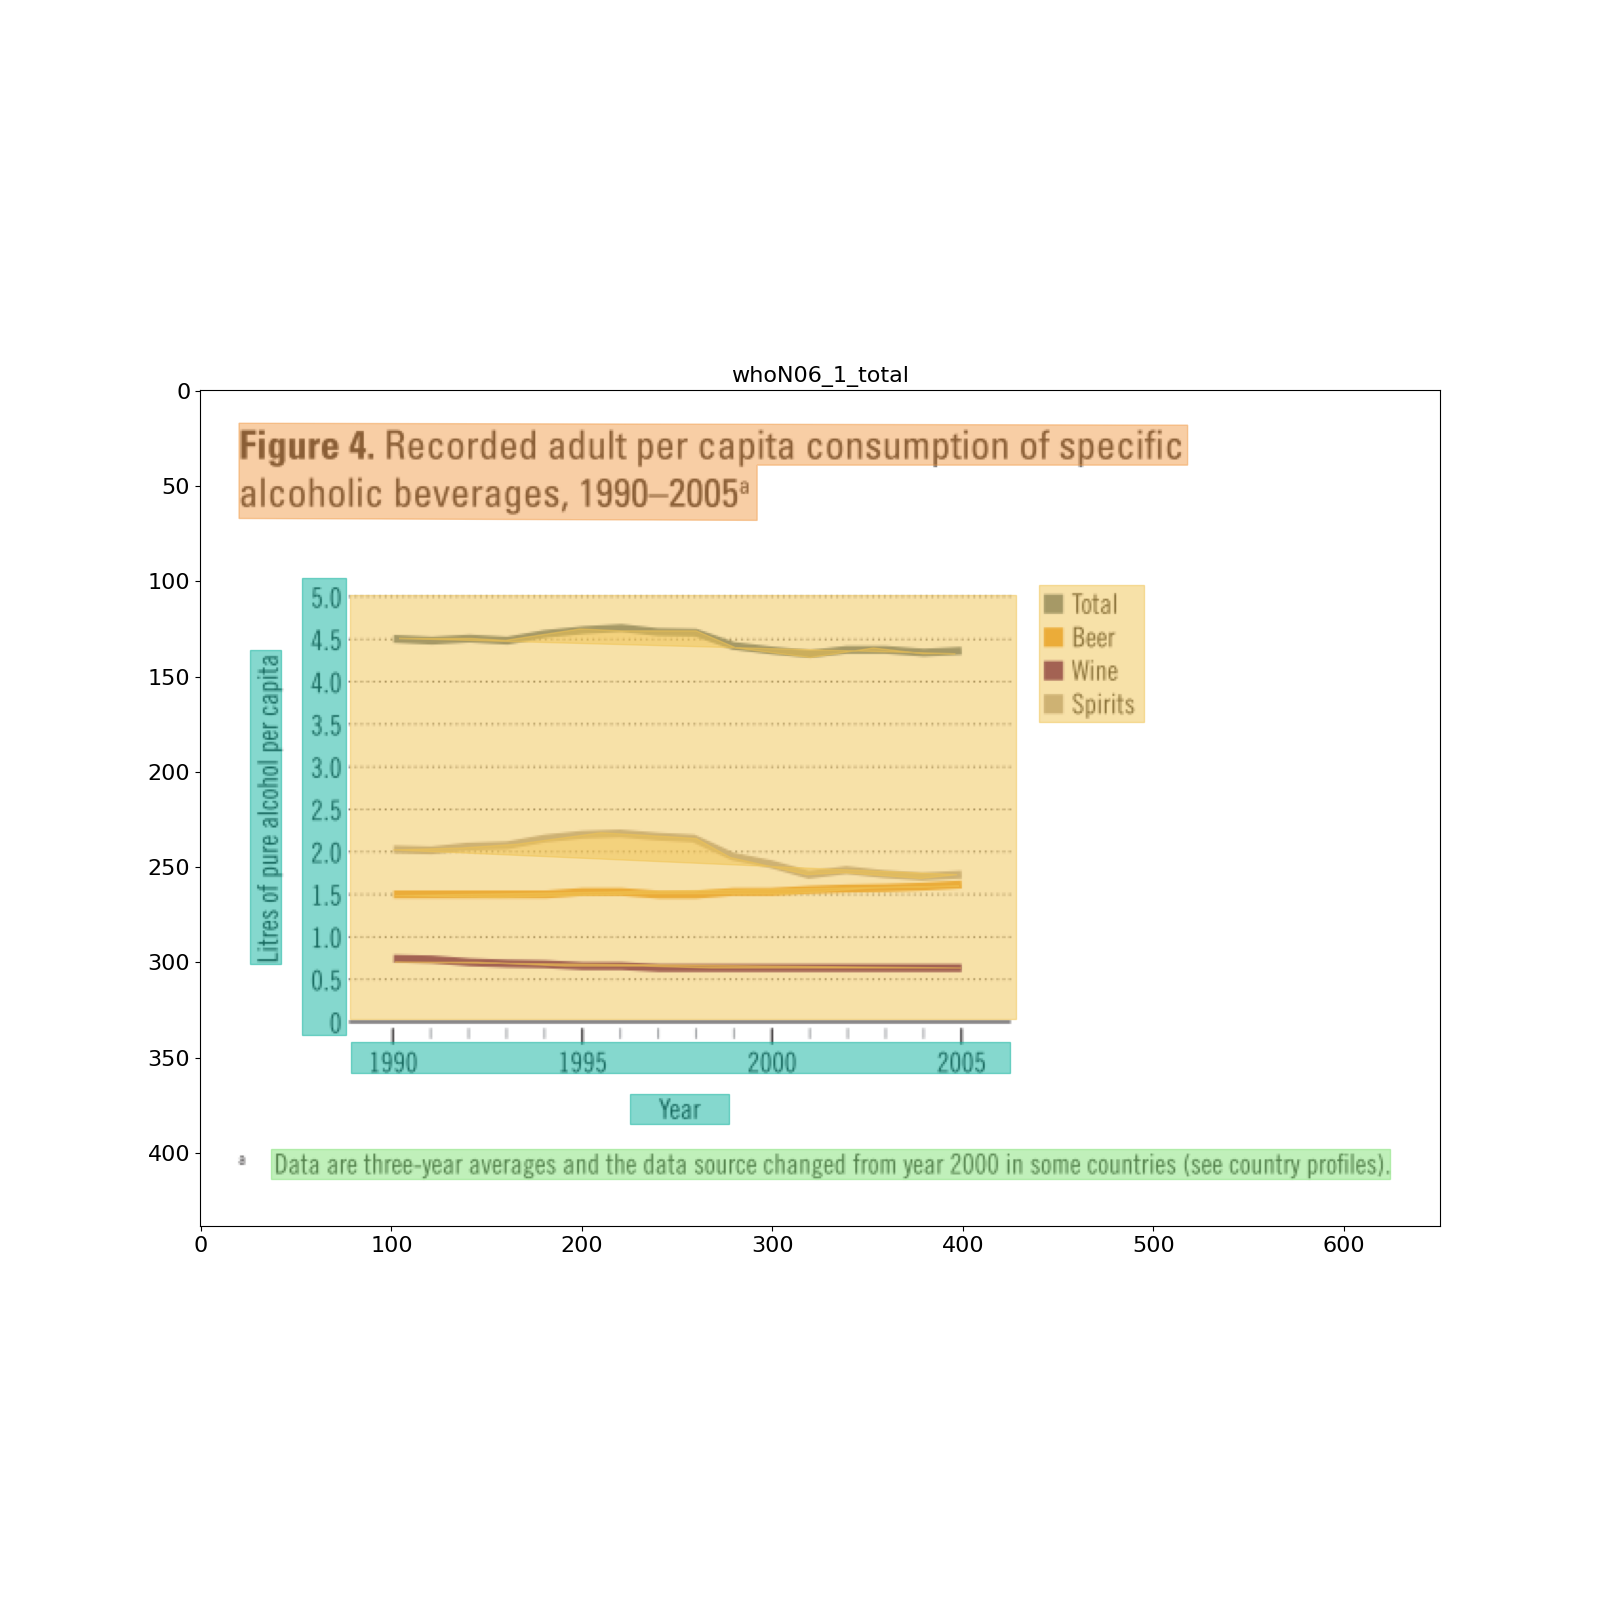 whoN06_1_total
0
50
100
150
200
250
300
350
400
Figure 4. Recorded adult per capita consumption of specific
alcoholic beverages, 1990–2005ª
Litres of pure alcohol per capita
5.0
4.5
4.0
3.5
3.0
2.5
2.0
1.5
1.0
0.5
0
Total
Beer
Wine
Spirits
1990 1995 2000 2005
Year
ª Data are three-year averages and the data source changed from year 2000 in some countries (see country profiles).
0 100 200 300 400 500 600